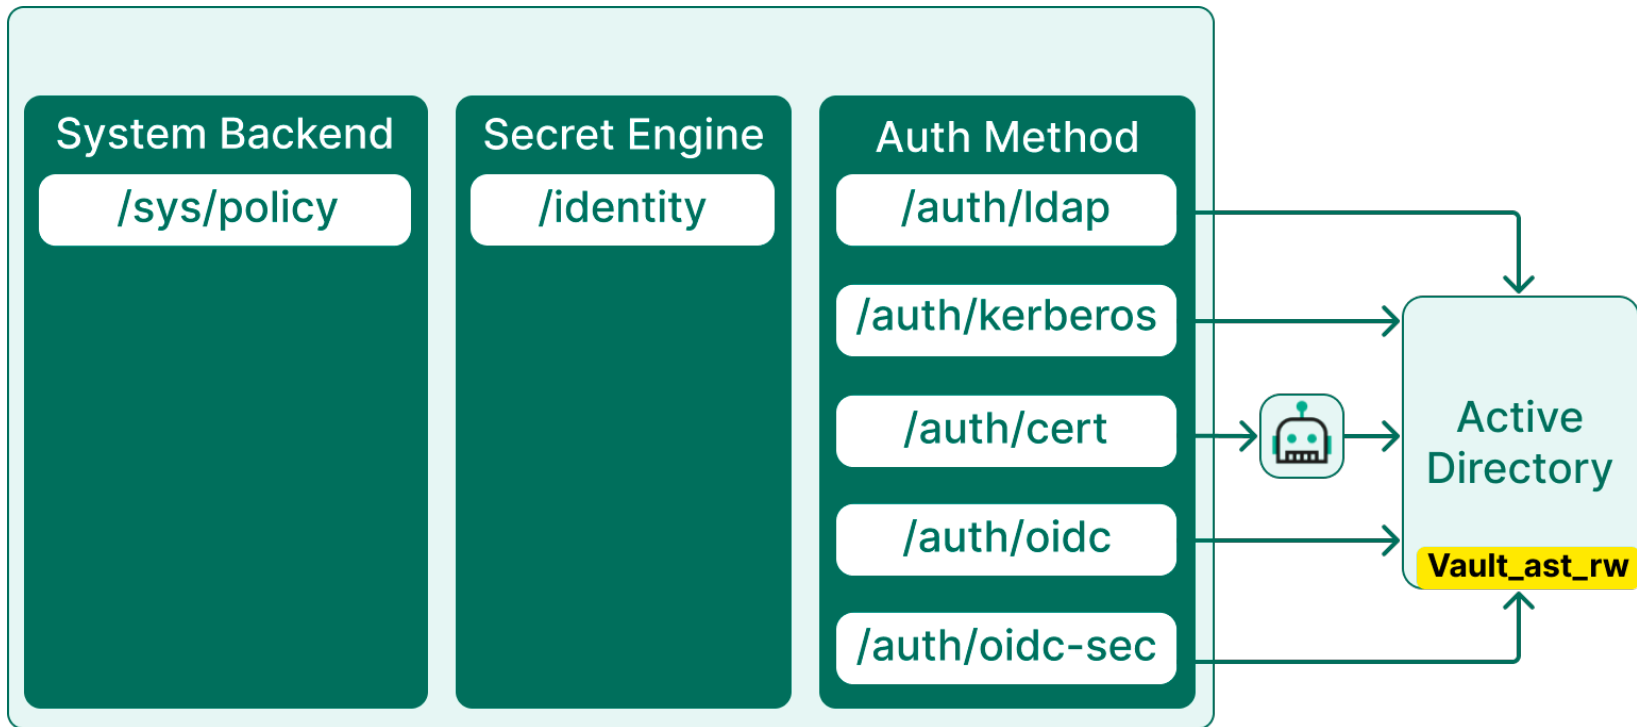 System Backend
/sys/policy
Secret Engine
/identity
Auth Method
/auth/ldap
/auth/kerberos
/auth/cert
/auth/oidc
/auth/oidc-sec
Active
Directory
Vault_ast_rw